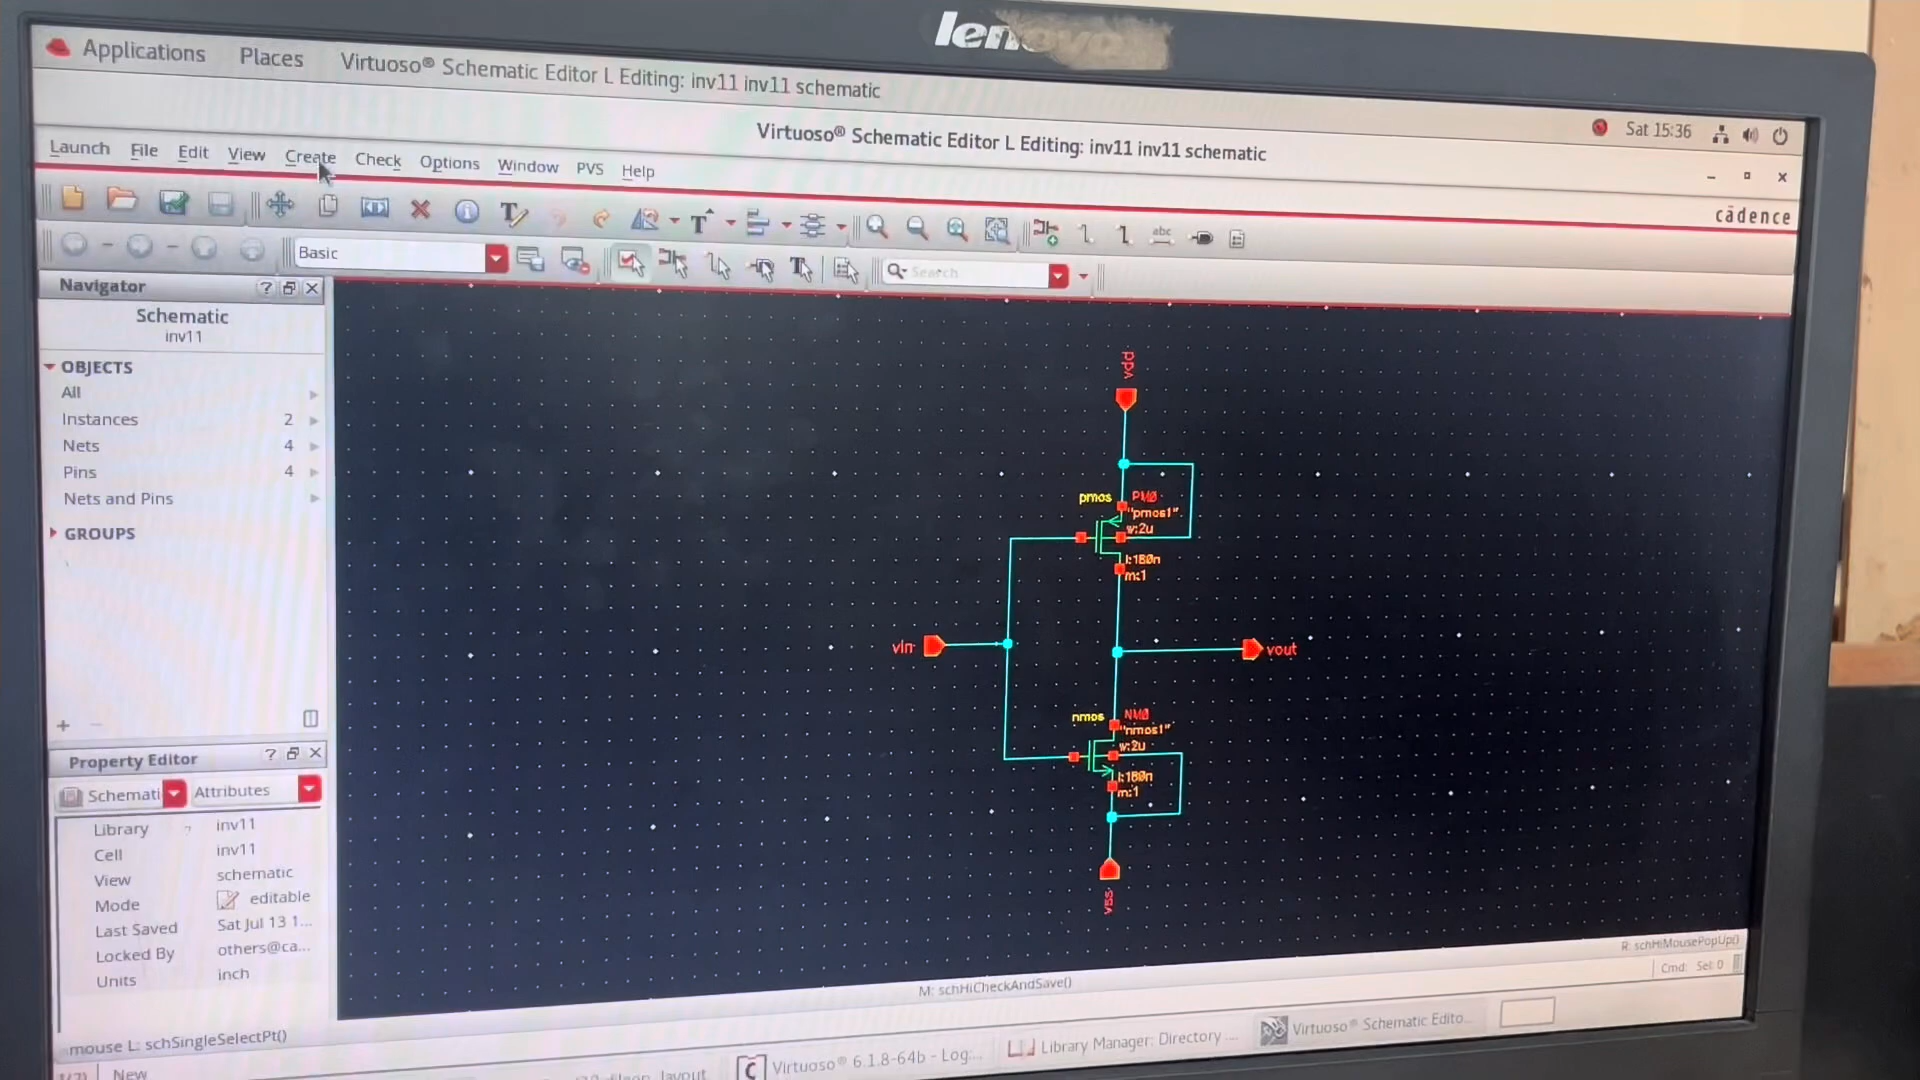 lenovo
Applications Places Virtuoso® Schematic Editor L Editing: inv11 inv11 schematic
Sat 15:36
Virtuoso® Schematic Editor L Editing: inv11 inv11 schematic
Launch File Edit View Create Check Options Window PVS Help
cādence
abc
Basic
Search
Navigator
Schematic
inv11
OBJECTS
All
Instances 2
Nets 4
Pins 4
Nets and Pins
GROUPS
Property Editor
Schemati Attributes
Library inv11
Cell inv11
View schematic
Mode editable
Last Saved Sat Jul 13 1...
Locked By others@ca...
Units inch
vdd
pmos PM0
"pmos1"
w:2u
l:180n
m:1
vin
vout
nmos NM0
"nmos1"
w:2u
l:180n
m:1
vss
mouse L: schSingleSelectPt()
M: schHiCheckAndSave()
R: schHiMousePopUp()
Cmd: Sel: 0
New
layout
Virtuoso® 6.1.8-64b - Log:...
Library Manager: Directory ...
Virtuoso® Schematic Edito...